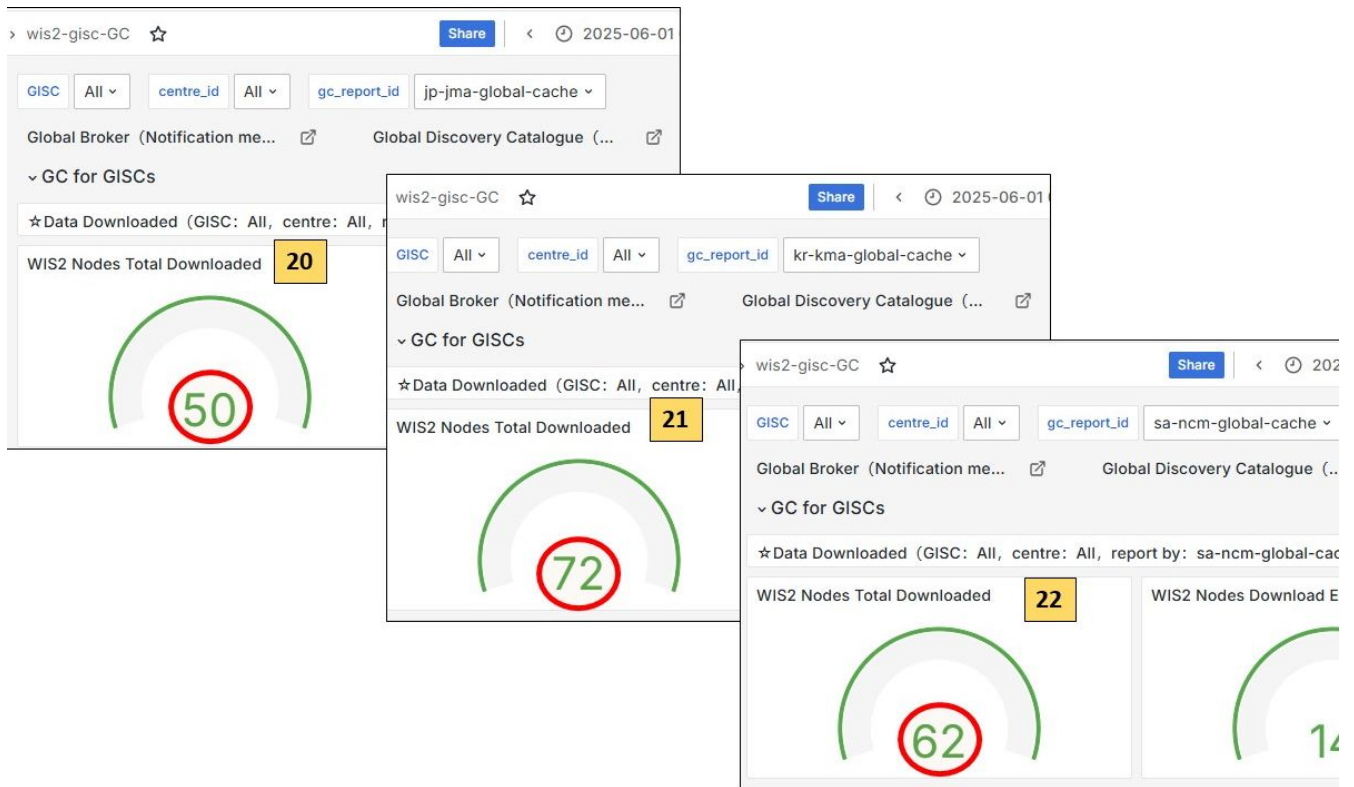 wis2-gisc-GC
Share
2025-06-01
GISC All centre_id All gc_report_id jp-jma-global-cache
Global Broker（Notification me...
Global Discovery Catalogue（...
GC for GISCs
☆Data Downloaded（GISC：All，centre：All，
WIS2 Nodes Total Downloaded
20
50
wis2-gisc-GC
Share
2025-06-01
GISC All centre_id All gc_report_id kr-kma-global-cache
Global Broker（Notification me...
Global Discovery Catalogue（...
GC for GISCs
☆Data Downloaded（GISC：All，centre：All，
WIS2 Nodes Total Downloaded
21
72
wis2-gisc-GC
Share
202
GISC All centre_id All gc_report_id sa-ncm-global-cache
Global Broker（Notification me...
Global Discovery Catalogue（..
GC for GISCs
☆Data Downloaded（GISC：All，centre：All，report by：sa-ncm-global-cac
WIS2 Nodes Total Downloaded
22
WIS2 Nodes Download E
62
14